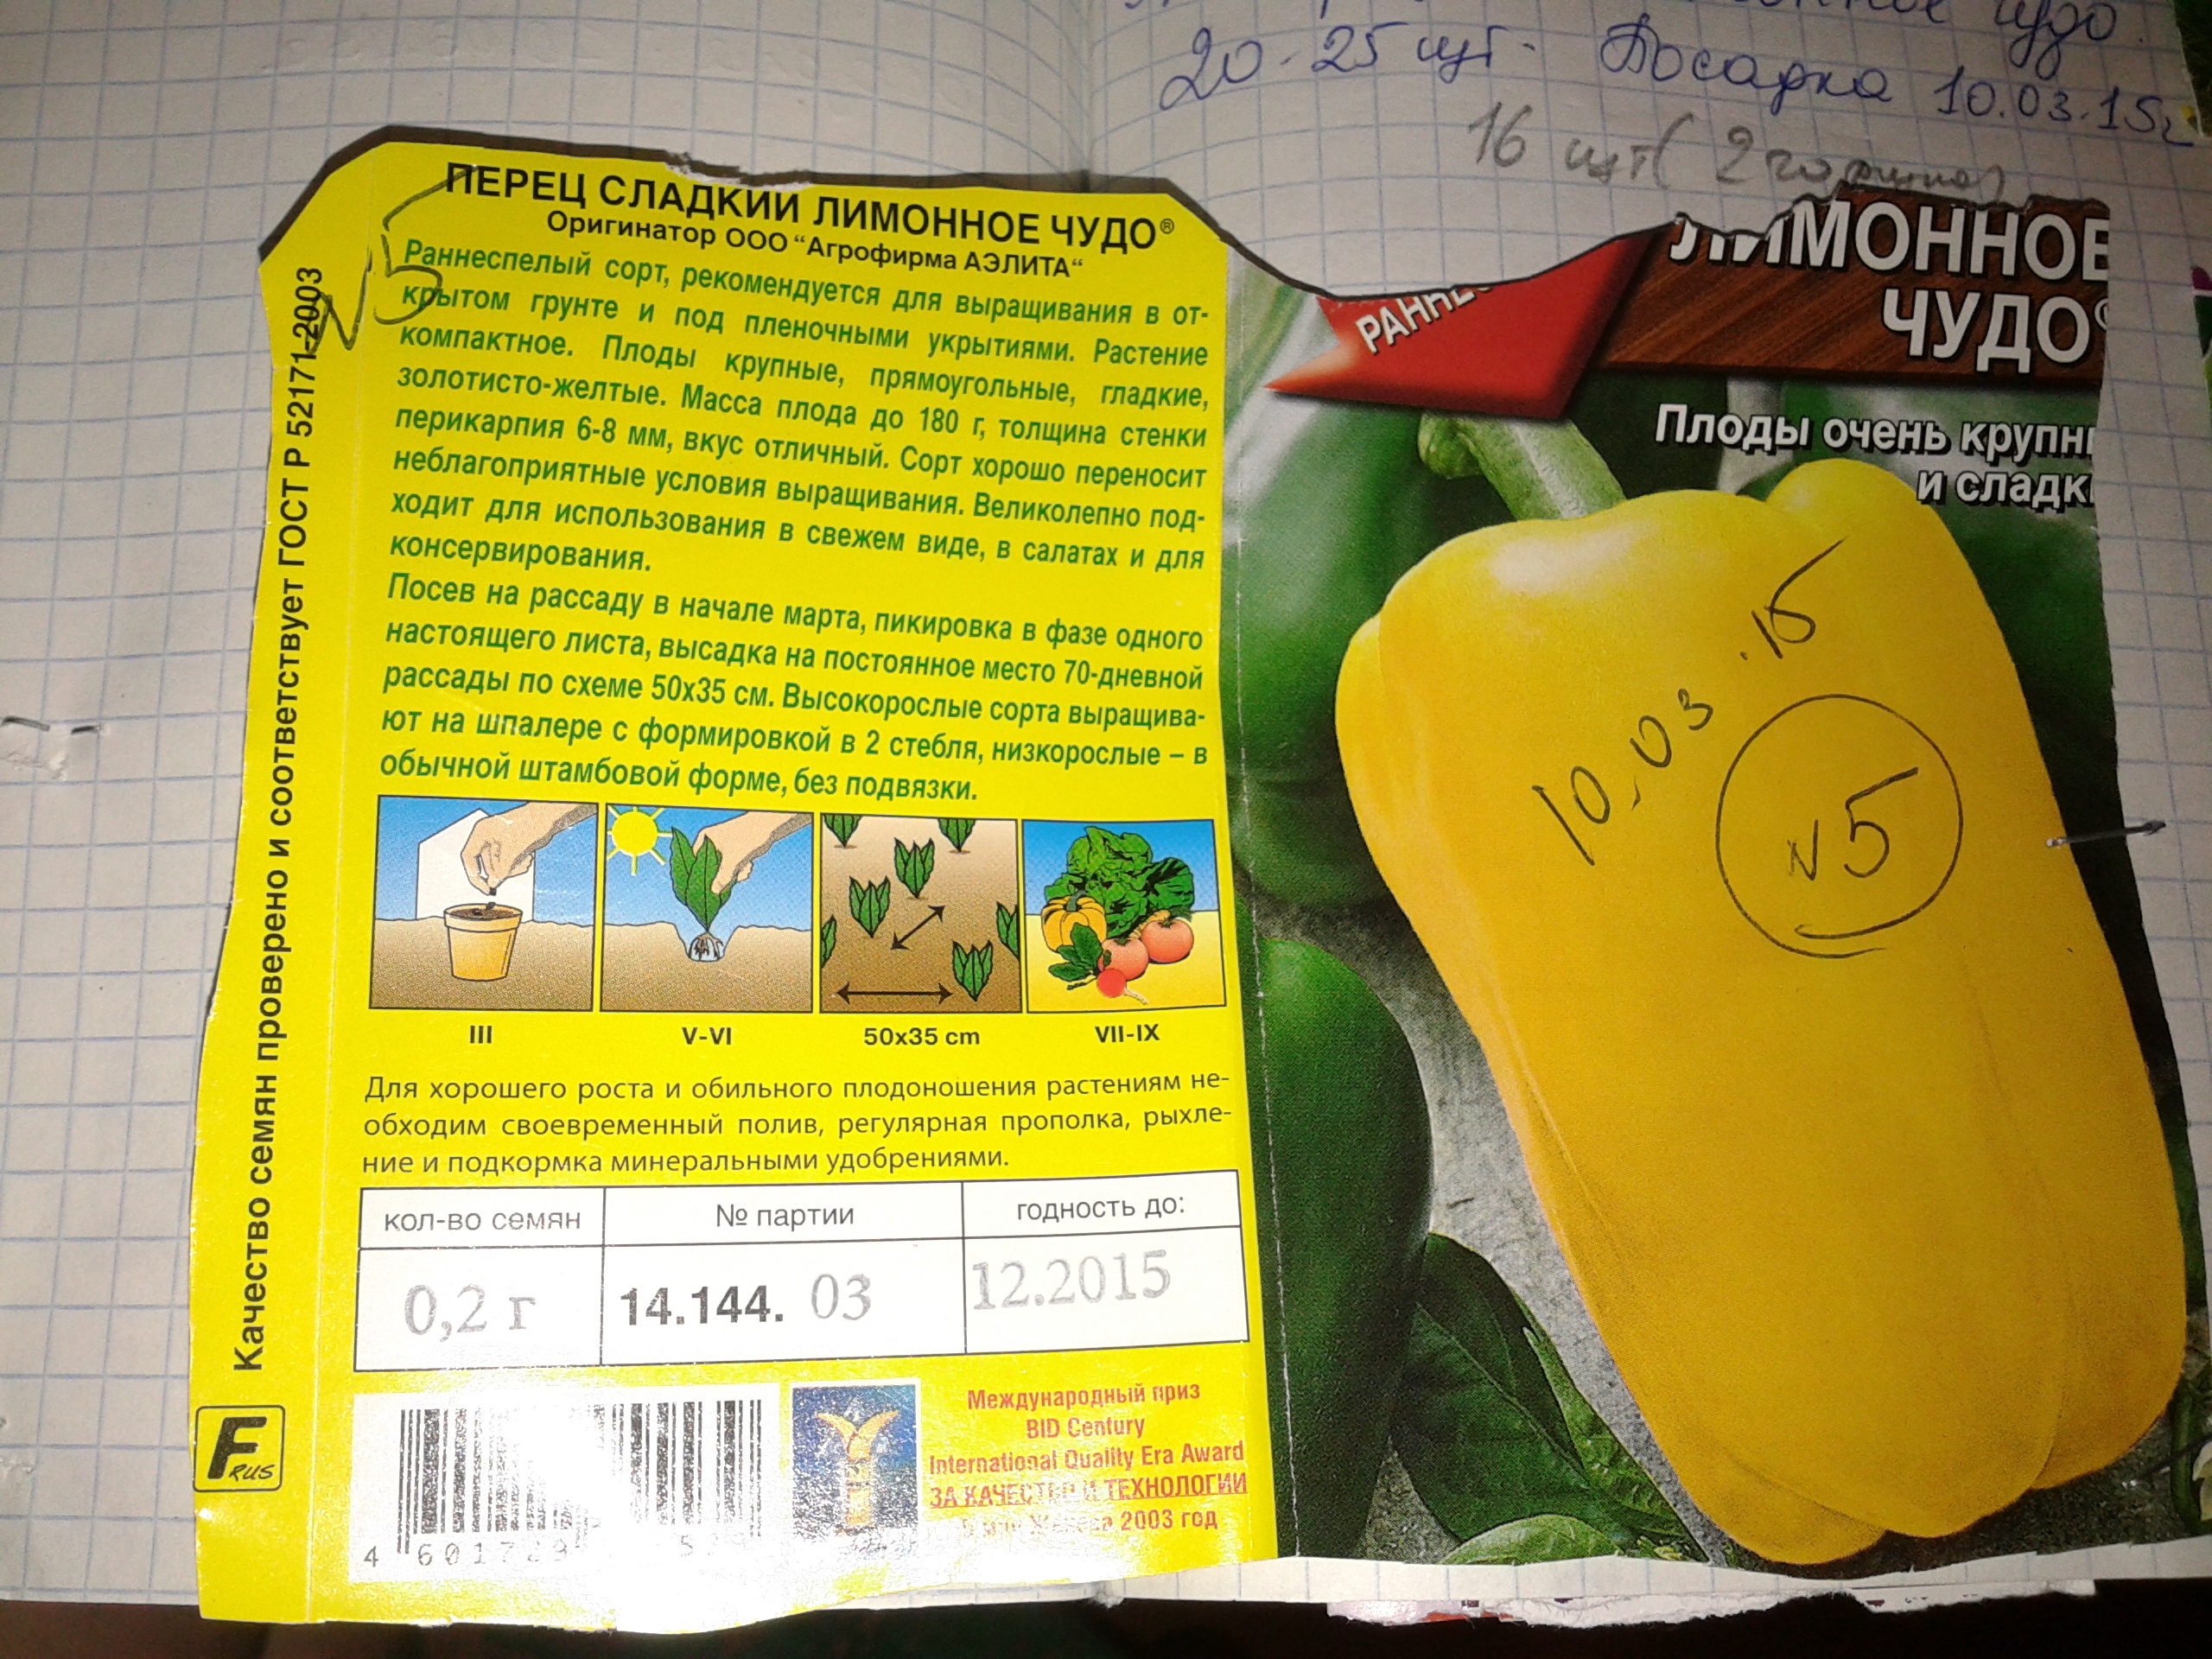 чудо.
20-25 шт. Посадка 10.03.15г
16 шт (2
ПЕРЕЦ СЛАДКИЙ ЛИМОННОЕ ЧУДО®
Оригинатор ООО “Агрофирма АЭЛИТА“
N5
Раннеспелый сорт, рекомендуется для выращивания в от-
крытом грунте и под пленочными укрытиями. Растение
компактное. Плоды крупные, прямоугольные, гладкие,
золотисто-желтые. Масса плода до 180 г, толщина стенки
перикарпия 6-8 мм, вкус отличный. Сорт хорошо переносит
неблагоприятные условия выращивания. Великолепно под-
ходит для использования в свежем виде, в салатах и для
консервирования.
Посев на рассаду в начале марта, пикировка в фазе одного
настоящего листа, высадка на постоянное место 70-дневной
рассады по схеме 50х35 см. Высокорослые сорта выращива-
ют на шпалере с формировкой в 2 стебля, низкорослые – в
обычной штамбовой форме, без подвязки.
III V-VI 50x35 cm VII-IX
Для хорошего роста и обильного плодоношения растениям не-
обходим своевременный полив, регулярная прополка, рыхле-
ние и подкормка минеральными удобрениями.
кол-во семян № партии годность до:
0,2 г 14.144. 03 12.2015
Международный приз
BID Century
International Quality Era Award
ЗА КАЧЕСТВО И ТЕХНОЛОГИИ
Женева 2003 год
4 601729
Качество семян проверено и соответствует ГОСТ Р 52171-2003
F RUS
РАННЕС
ЛИМОННОЕ
ЧУДО
Плоды очень крупн
и сладк
10.03.15
N5